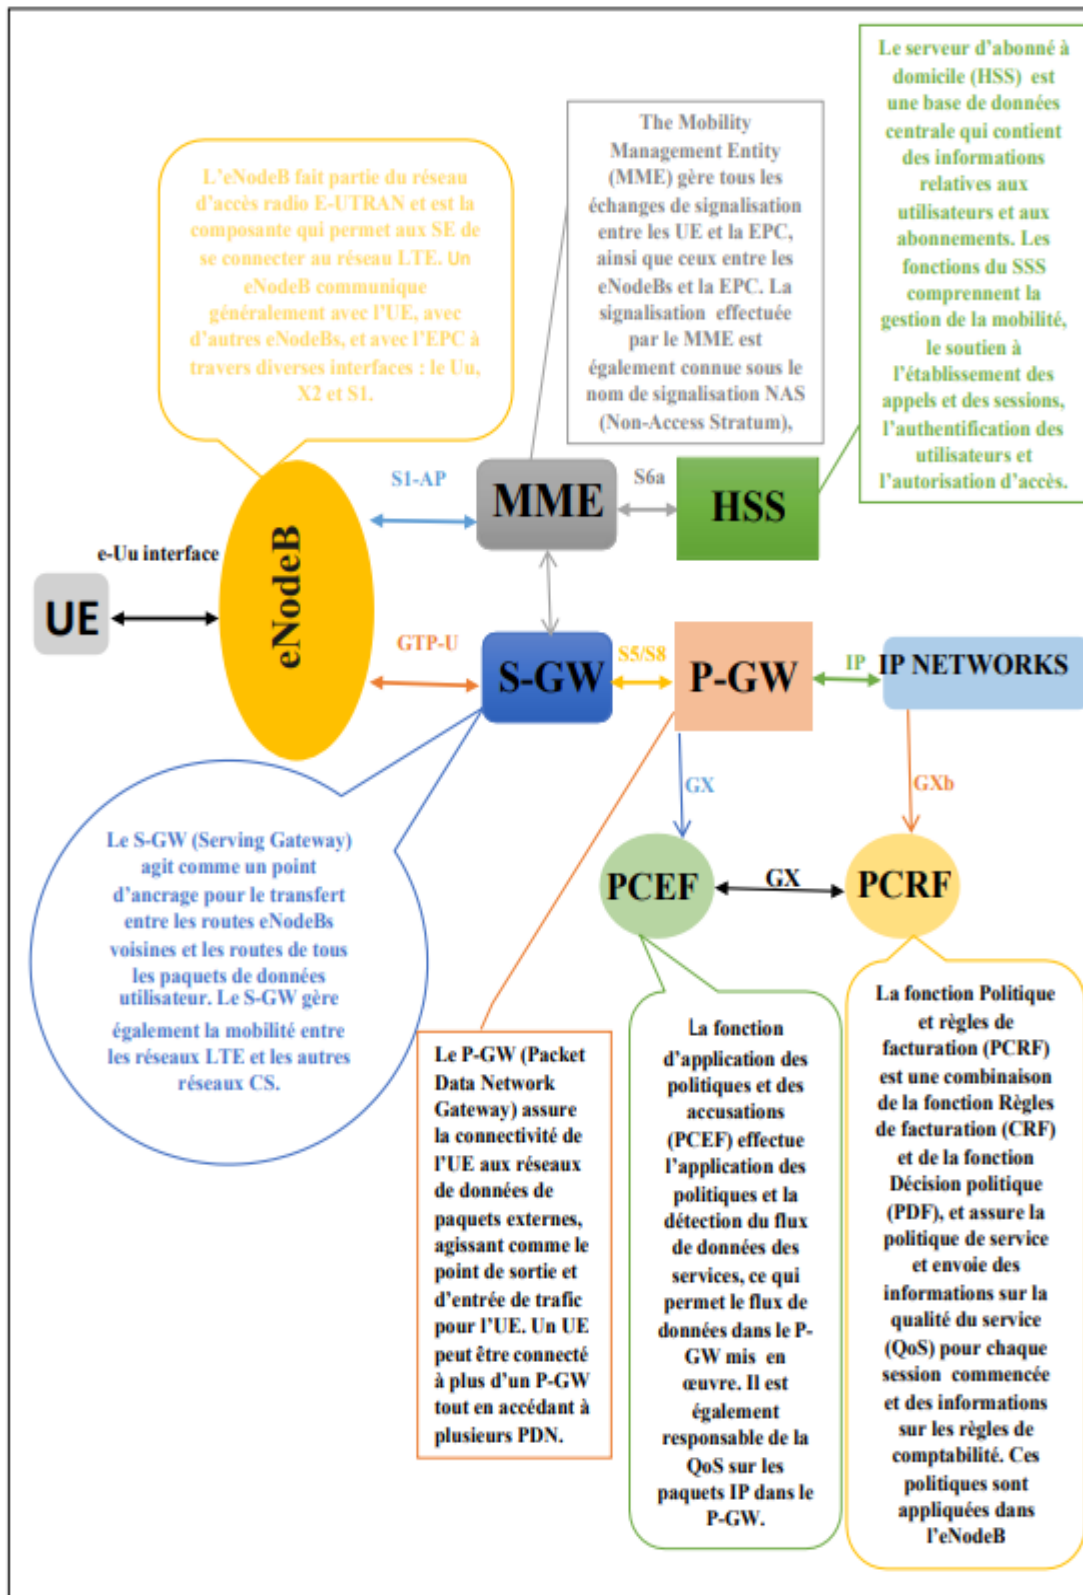 Le serveur d'abonné à
domicile (HSS) est
une base de données
centrale qui contient
des informations
relatives aux
utilisateurs et aux
abonnements. Les
fonctions du SSS
comprennent la
gestion de la mobilité,
le soutien à
l'établissement des
appels et des sessions,
l'authentification des
utilisateurs et
l'autorisation d'accès.
The Mobility
Management Entity
(MME) gère tous les
échanges de signalisation
entre les UE et la EPC,
ainsi que ceux entre les
eNodeBs et la EPC. La
signalisation effectuée
par le MME est
également connue sous le
nom de signalisation NAS
(Non-Access Stratum),
L'eNodeB fait partie du réseau
d'accès radio E-UTRAN et est la
composante qui permet aux SE de
se connecter au réseau LTE. Un
eNodeB communique
généralement avec l'UE, avec
d'autres eNodeBs, et avec l'EPC à
travers diverses interfaces : le Uu,
X2 et S1.
S1-AP
MME
S6a
HSS
e-Uu interface
UE
eNodeB
GTP-U
S-GW
S5/S8
P-GW
IP
IP NETWORKS
GX
GXb
PCEF
GX
PCRF
Le S-GW (Serving Gateway)
agit comme un point
d'ancrage pour le transfert
entre les routes eNodeBs
voisines et les routes de tous
les paquets de données
utilisateur. Le S-GW gère
également la mobilité entre
les réseaux LTE et les autres
réseaux CS.
Le P-GW (Packet
Data Network
Gateway) assure
la connectivité de
l'UE aux réseaux
de données de
paquets externes,
agissant comme le
point de sortie et
d'entrée de trafic
pour l'UE. Un UE
peut être connecté
à plus d'un P-GW
tout en accédant à
plusieurs PDN.
La fonction
d'application des
politiques et des
accusations
(PCEF) effectue
l'application des
politiques et la
détection du flux
de données des
services, ce qui
permet le flux de
données dans le P-
GW mis en
œuvre. Il est
également
responsable de la
QoS sur les
paquets IP dans le
P-GW.
La fonction Politique
et règles de
facturation (PCRF)
est une combinaison
de la fonction Règles
de facturation (CRF)
et de la fonction
Décision politique
(PDF), et assure la
politique de service
et envoie des
informations sur la
qualité du service
(QoS) pour chaque
session commencée
et des informations
sur les règles de
comptabilité. Ces
politiques sont
appliquées dans
l'eNodeB